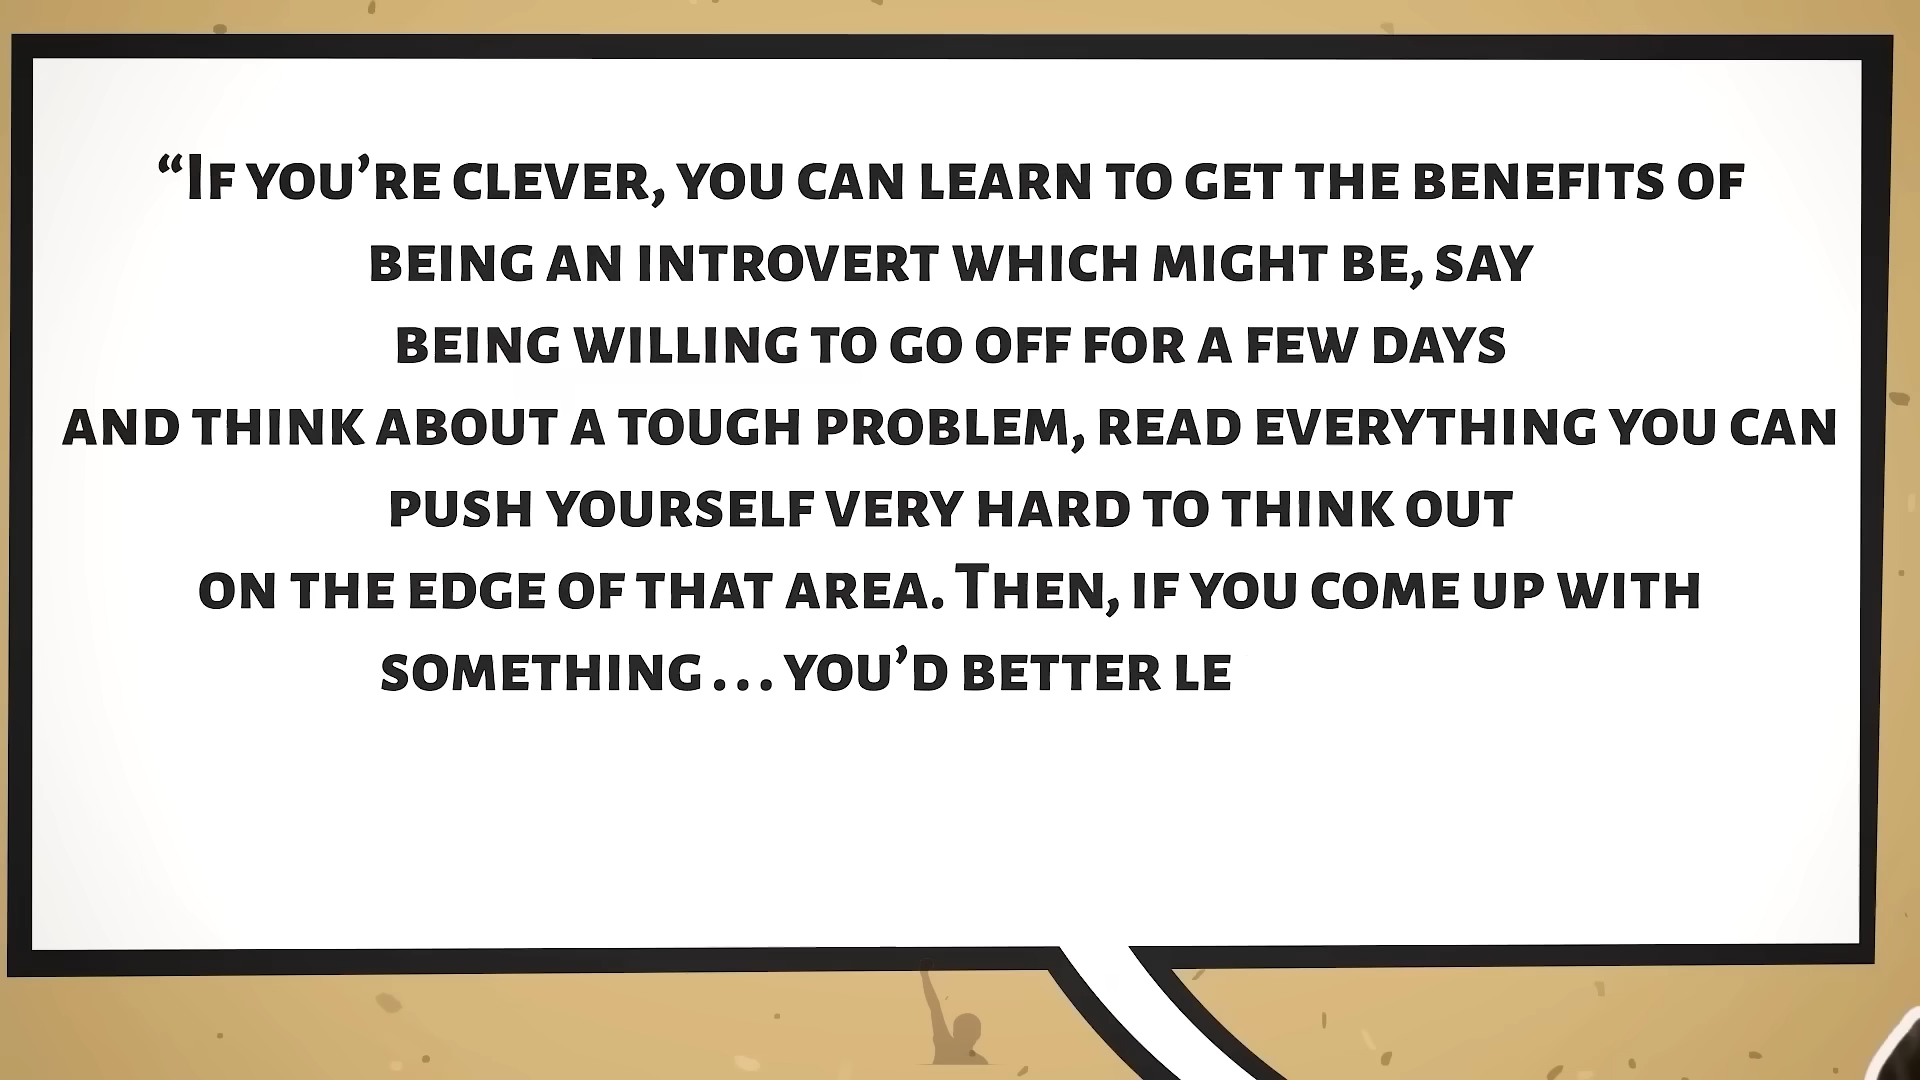 “If you’re clever, you can learn to get the benefits of
being an introvert which might be, say
being willing to go off for a few days
and think about a tough problem, read everything you can
push yourself very hard to think out
on the edge of that area. Then, if you come up with
something... you’d better le